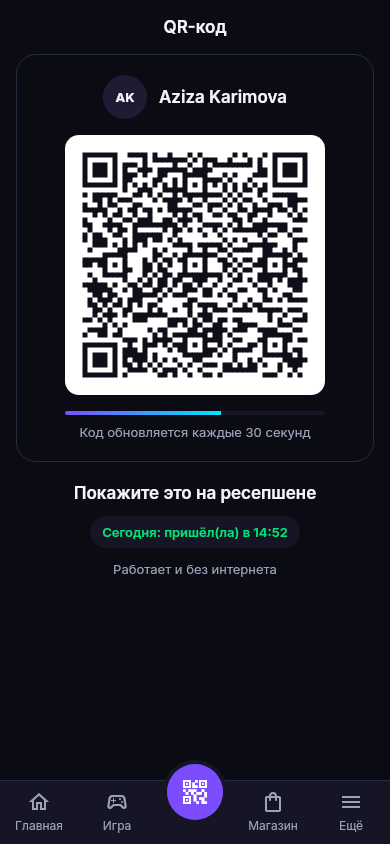 QR-код
AK
Aziza Karimova
Код обновляется каждые 30 секунд
Покажите это на ресепшене
Сегодня: пришёл(ла) в 14:52
Работает и без интернета
Главная
Игра
Магазин
Ещё